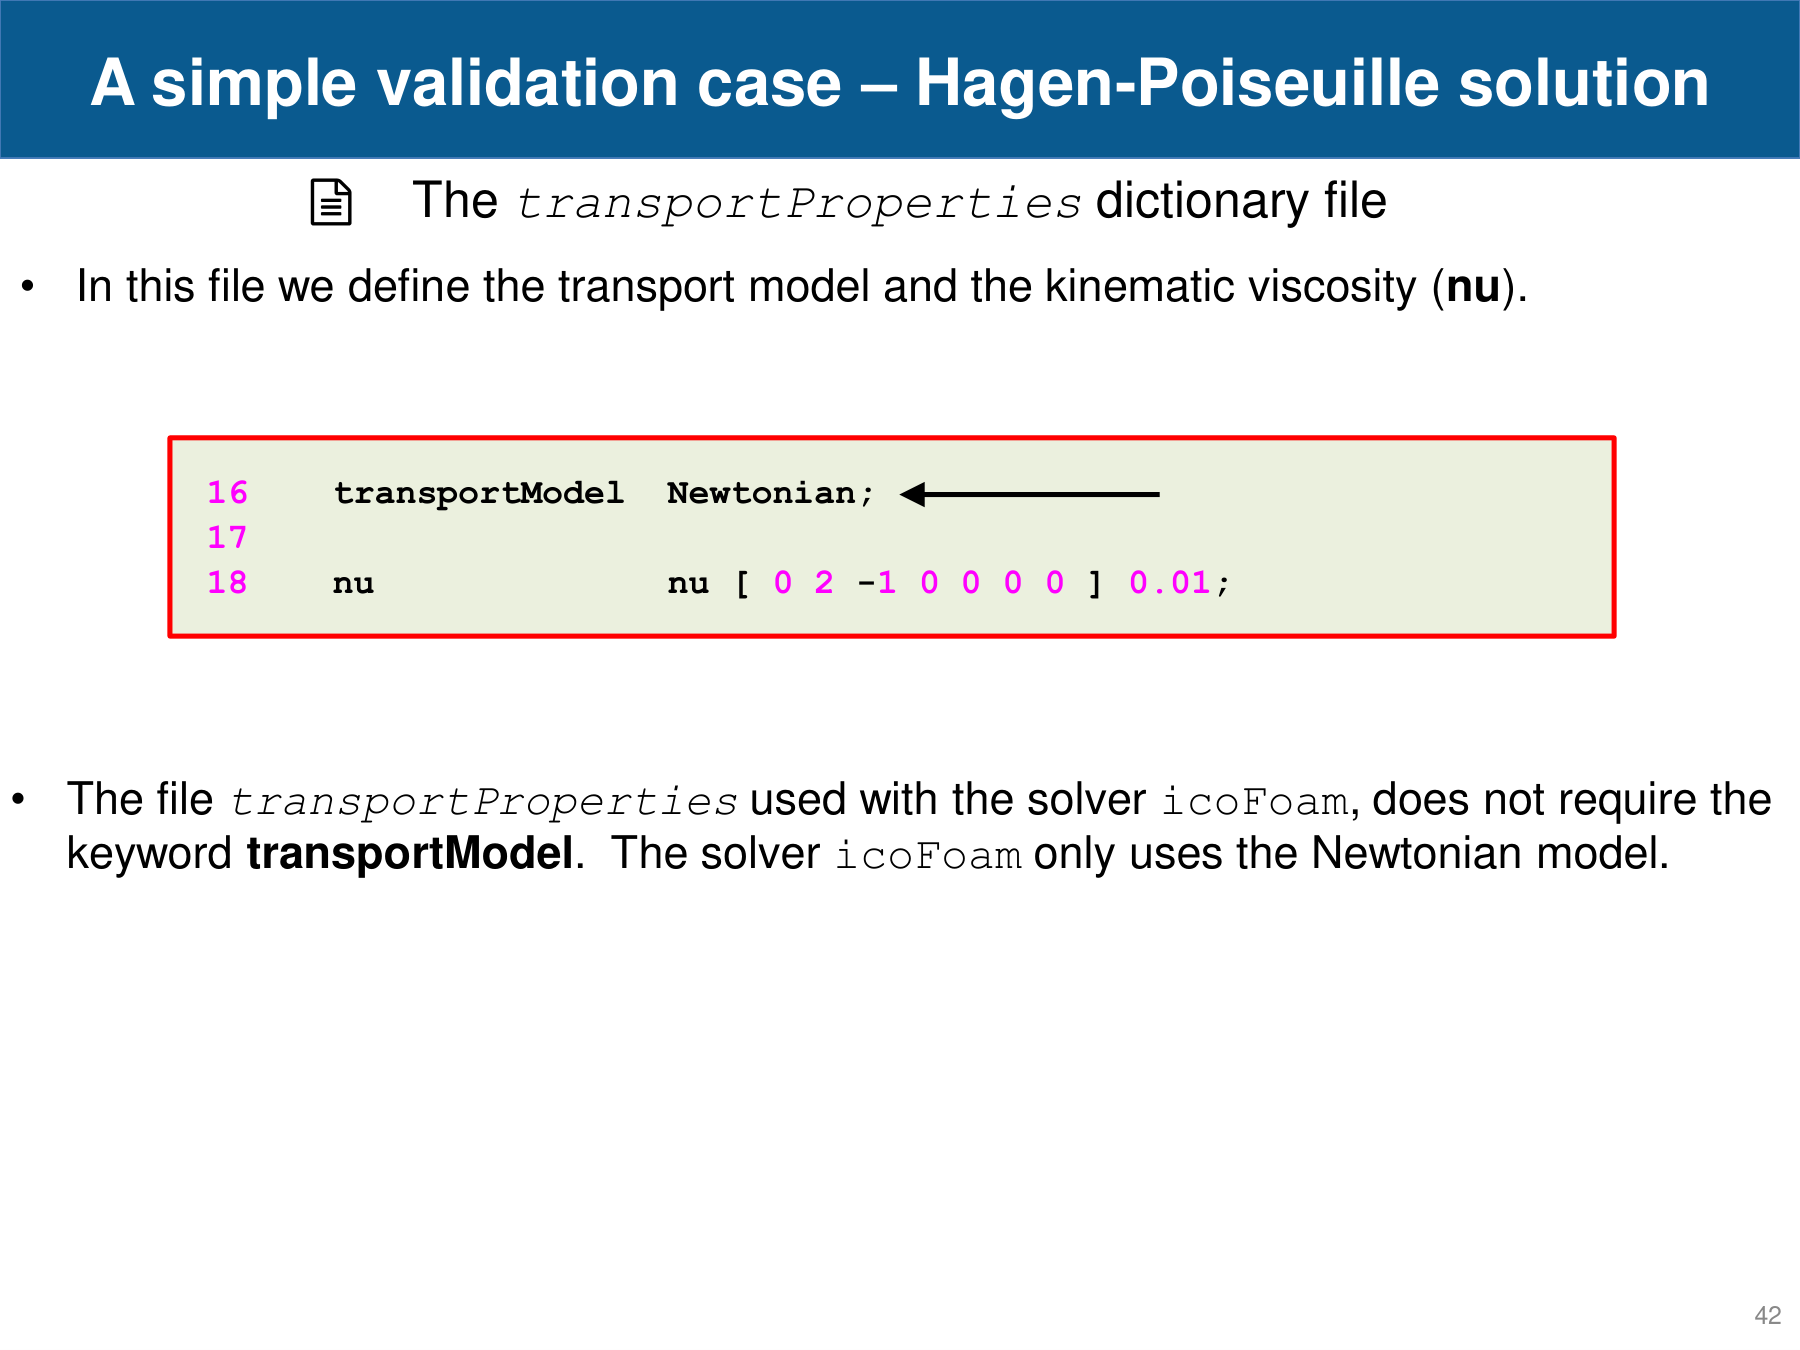 A simple validation case – Hagen-Poiseuille solution
The transportProperties dictionary file
• In this file we define the transport model and the kinematic viscosity (nu).
16 transportModel Newtonian;
17
18 nu nu [ 0 2 -1 0 0 0 0 ] 0.01;
• The file transportProperties used with the solver icoFoam, does not require the
keyword transportModel. The solver icoFoam only uses the Newtonian model.
42